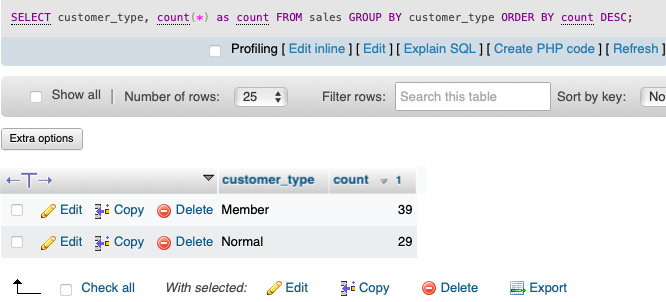 SELECT customer_type, count(*) as count FROM sales GROUP BY customer_type ORDER BY count DESC;
Profiling [ Edit inline ] [ Edit ] [ Explain SQL ] [ Create PHP code ] [ Refresh ]
Show all | Number of rows: 25 Filter rows: Search this table Sort by key: No
Extra options
←T→ customer_type count 1
Edit Copy Delete Member 39
Edit Copy Delete Normal 29
Check all With selected: Edit Copy Delete Export